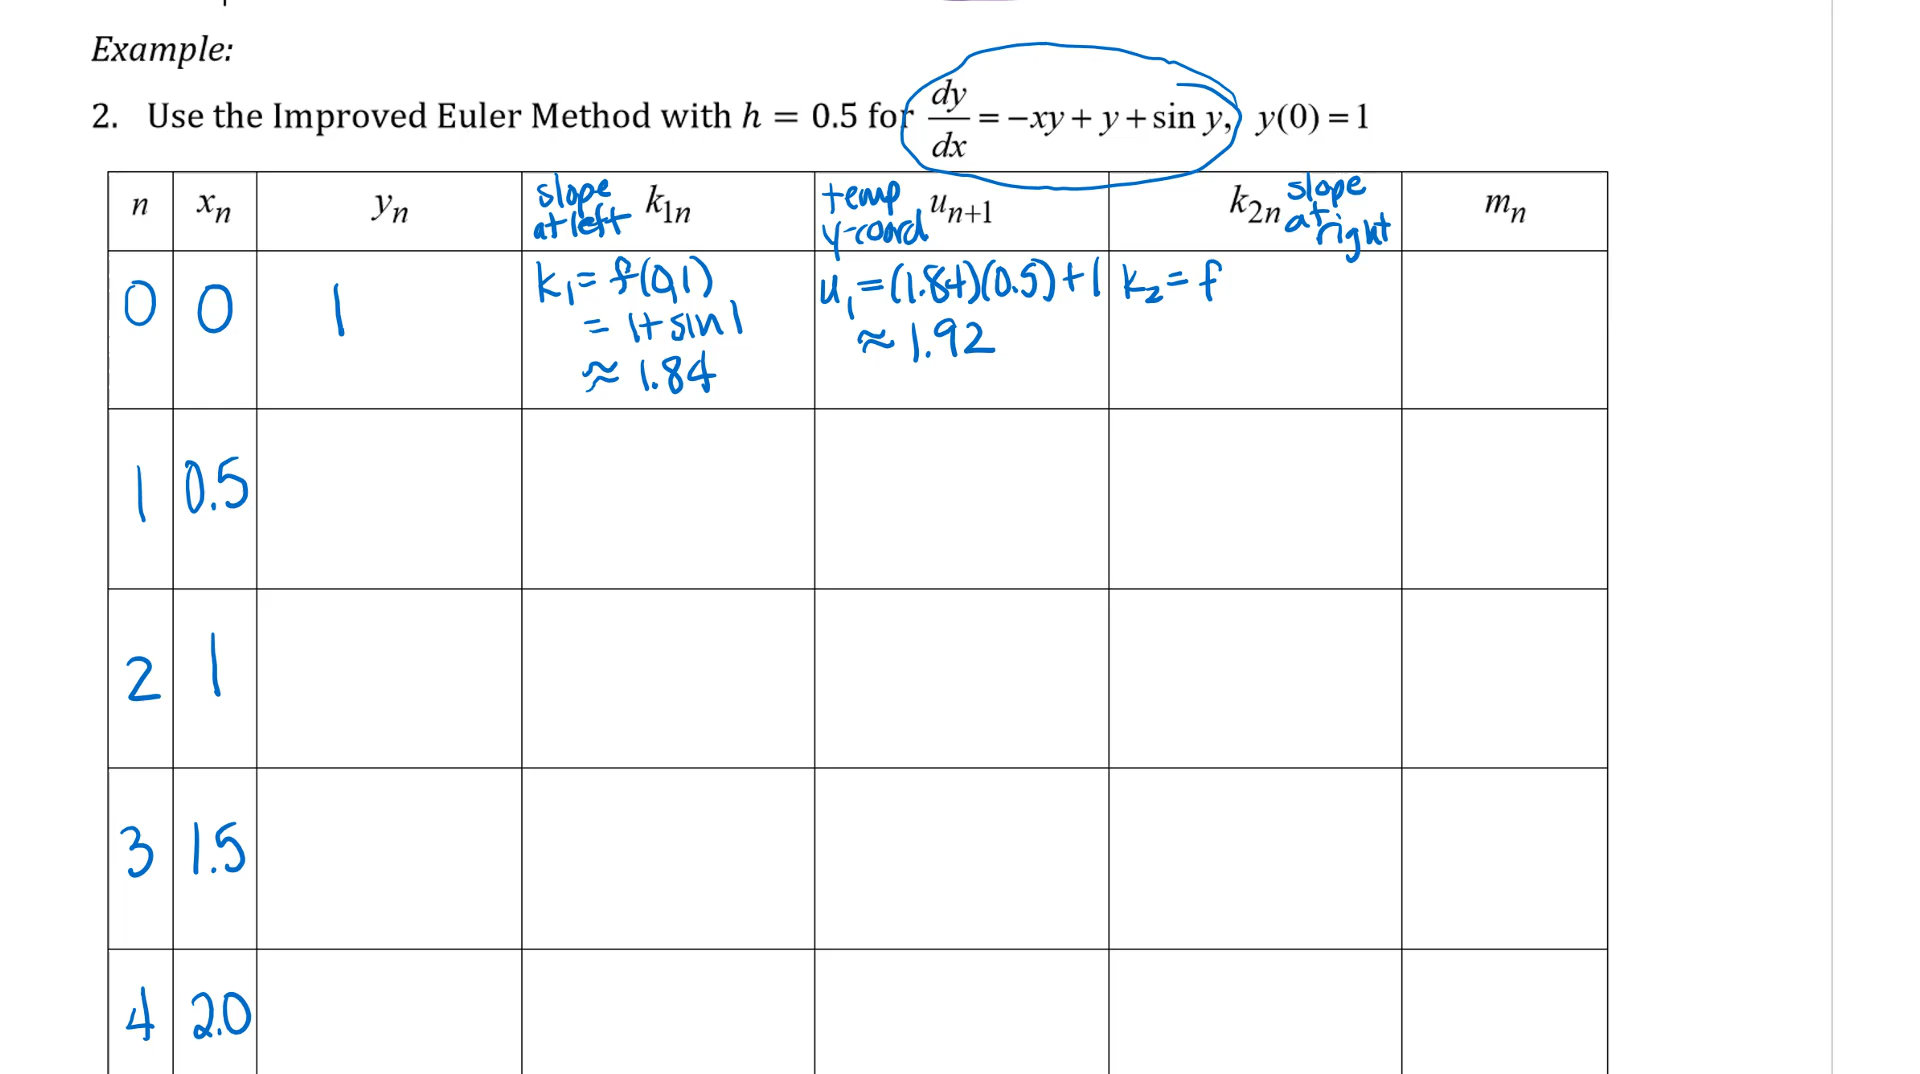 Example:
2. Use the Improved Euler Method with h = 0.5 for dy/dx = −xy + y + sin y, y(0) = 1
n xₙ yₙ slope at left k₁ₙ temp y-coord uₙ₊₁ k₂ₙ slope at right mₙ
0 0 1 k₁ = f(0,1) u₁ = (1.84)(0.5)+1 k₂ = f
= 1+ sin 1 ≈ 1.92
≈ 1.84
1 0.5
2 1
3 1.5
4 2.0